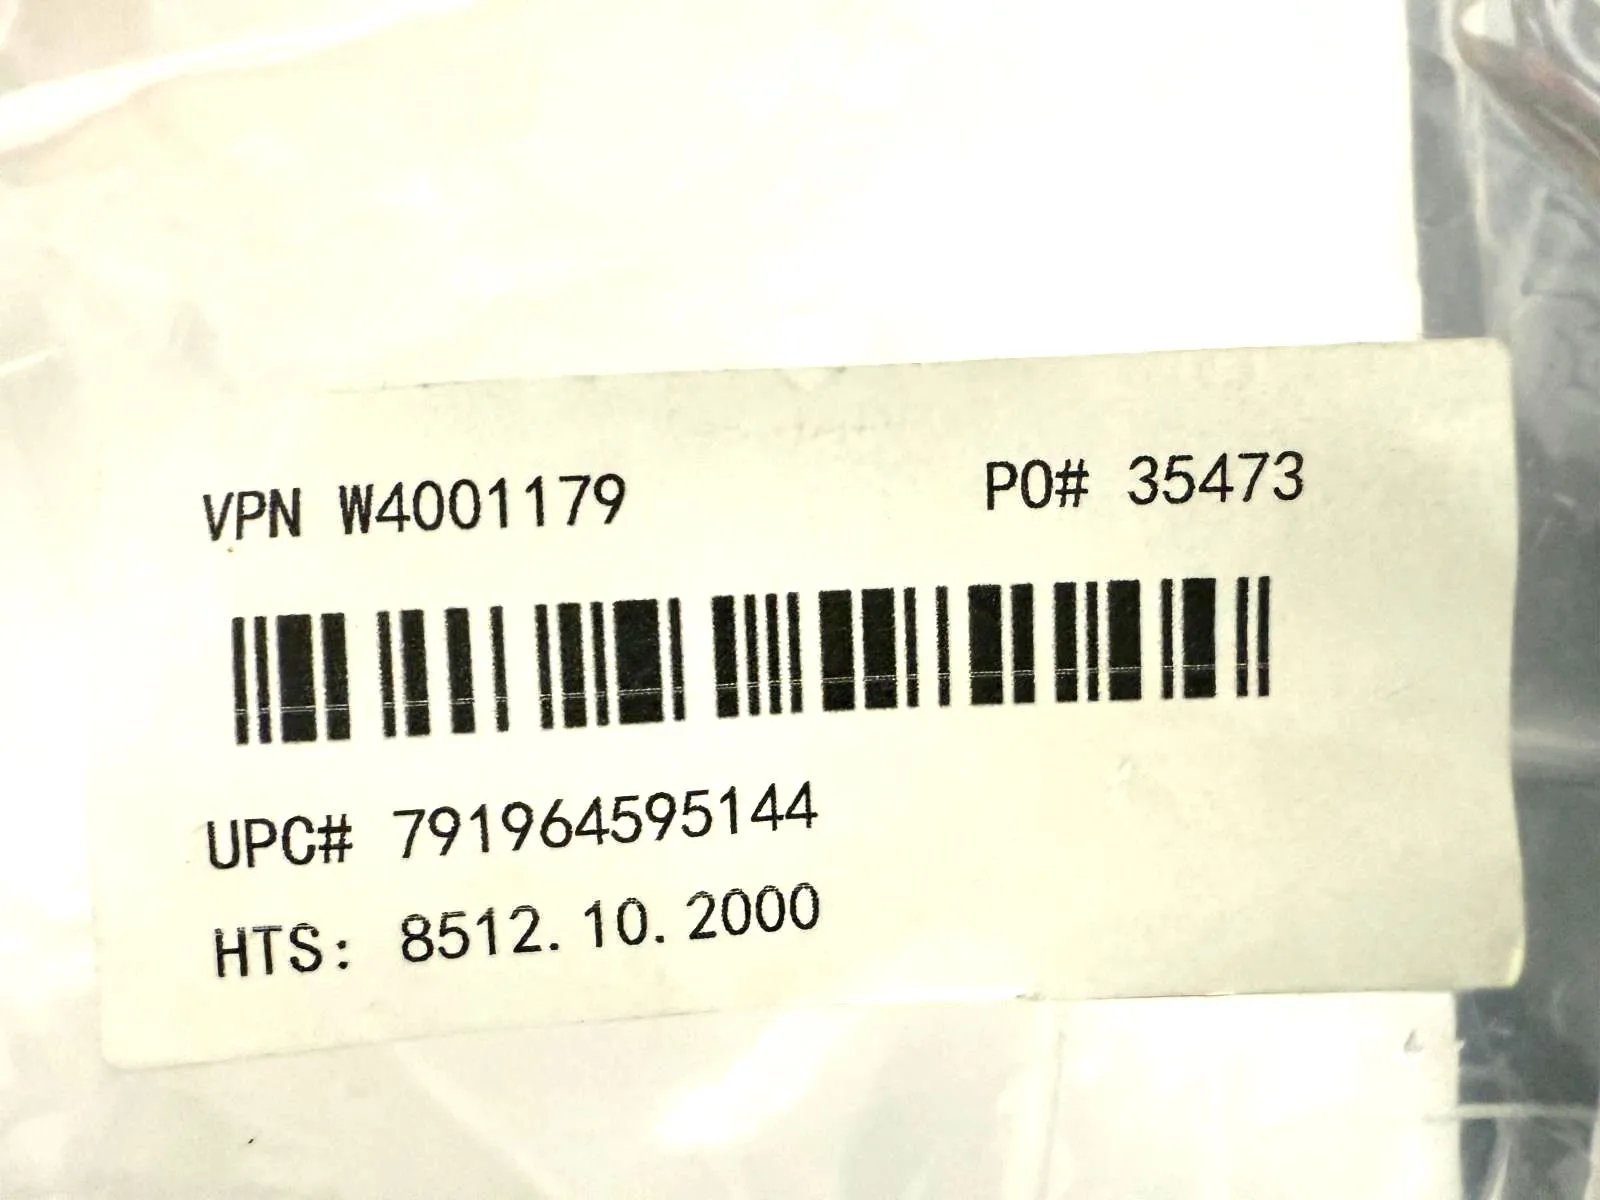 VPN W4001179 PO# 35473
UPC# 791964595144
HTS: 8512.10.2000